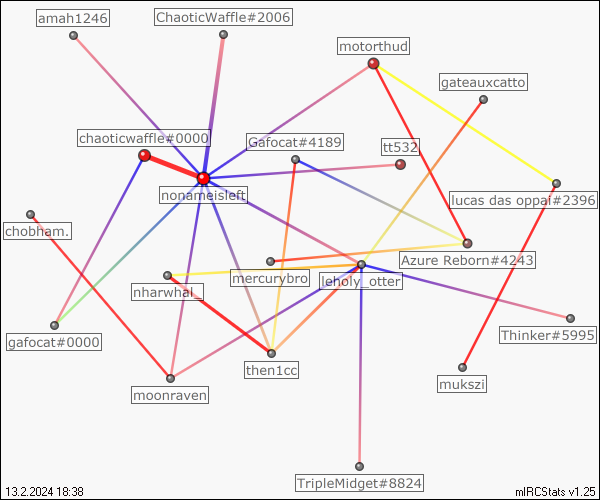 amah1246
ChaoticWaffle#2006
motorthud
gateauxcatto
chaoticwaffle#0000
Gafocat#4189
tt532
nonameisleft
lucas das oppai#2396
chobham.
Azure Reborn#4243
mercurybro
leholy_otter
nharwhal_
gafocat#0000
Thinker#5995
then1cc
mukszi
moonraven
TripleMidget#8824
13.2.2024 18:38
mIRCStats v1.25